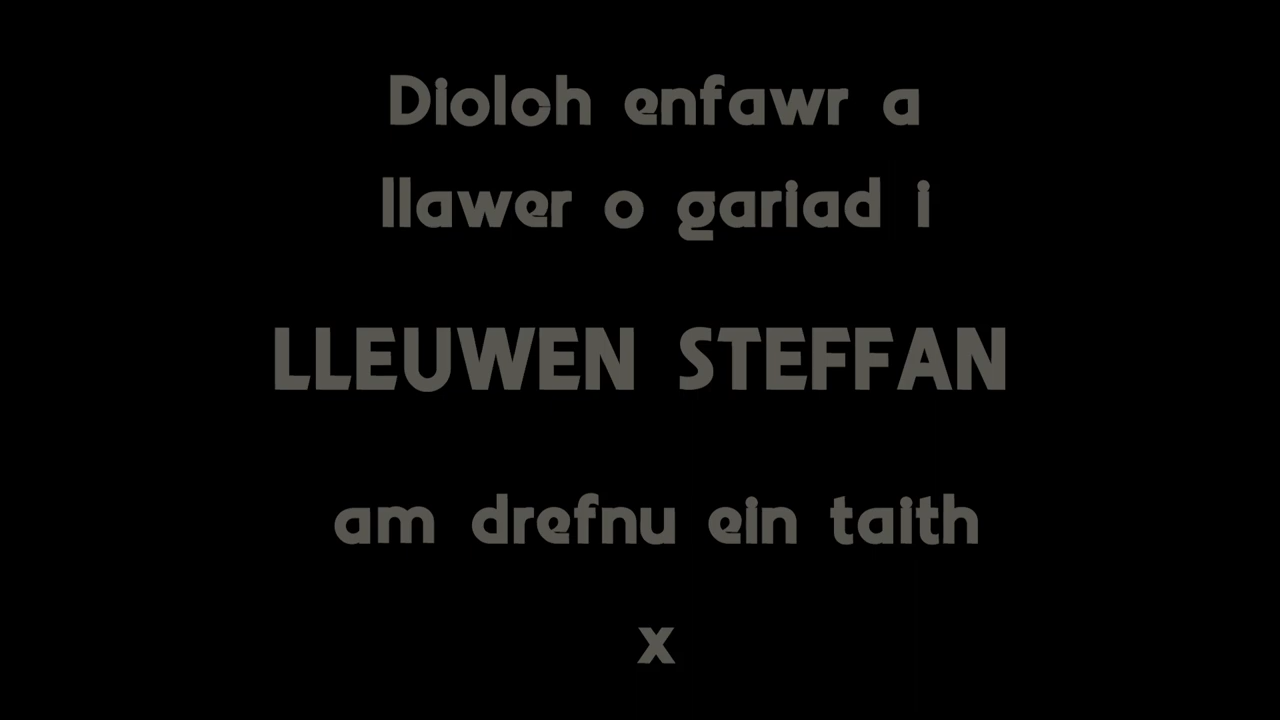 Diolch enfawr a
llawer o gariad i
LLEUWEN STEFFAN
am drefnu ein taith
x